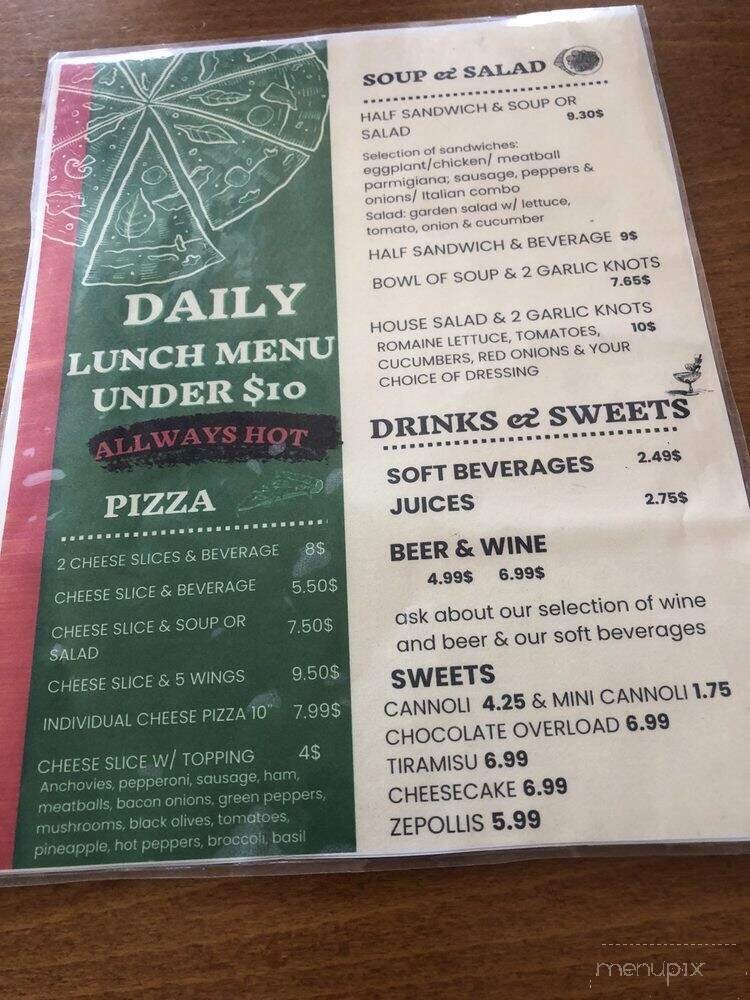 DAILY
LUNCH MENU
UNDER $10
ALLWAYS HOT
PIZZA
2 CHEESE SLICES & BEVERAGE 8$
CHEESE SLICE & BEVERAGE 5.50$
CHEESE SLICE & SOUP OR 7.50$
SALAD
CHEESE SLICE & 5 WINGS 9.50$
INDIVIDUAL CHEESE PIZZA 10" 7.99$
CHEESE SLICE W/ TOPPING 4$
Anchovies, pepperoni, sausage, ham,
meatballs, bacon onions, green peppers,
mushrooms, black olives, tomatoes,
pineapple, hot peppers, broccoli, basil
SOUP & SALAD
HALF SANDWICH & SOUP OR
SALAD 9.30$
Selection of sandwiches:
eggplant/chicken/ meatball
parmigiana; sausage, peppers &
onions/ Italian combo
Salad: garden salad w/ lettuce,
tomato, onion & cucumber
HALF SANDWICH & BEVERAGE 9$
BOWL OF SOUP & 2 GARLIC KNOTS
7.65$
HOUSE SALAD & 2 GARLIC KNOTS
ROMAINE LETTUCE, TOMATOES, 10$
CUCUMBERS, RED ONIONS & YOUR
CHOICE OF DRESSING
DRINKS & SWEETS
SOFT BEVERAGES 2.49$
JUICES 2.75$
BEER & WINE
4.99$ 6.99$
ask about our selection of wine
and beer & our soft beverages
SWEETS
CANNOLI 4.25 & MINI CANNOLI 1.75
CHOCOLATE OVERLOAD 6.99
TIRAMISU 6.99
CHEESECAKE 6.99
ZEPOLLIS 5.99
menupix